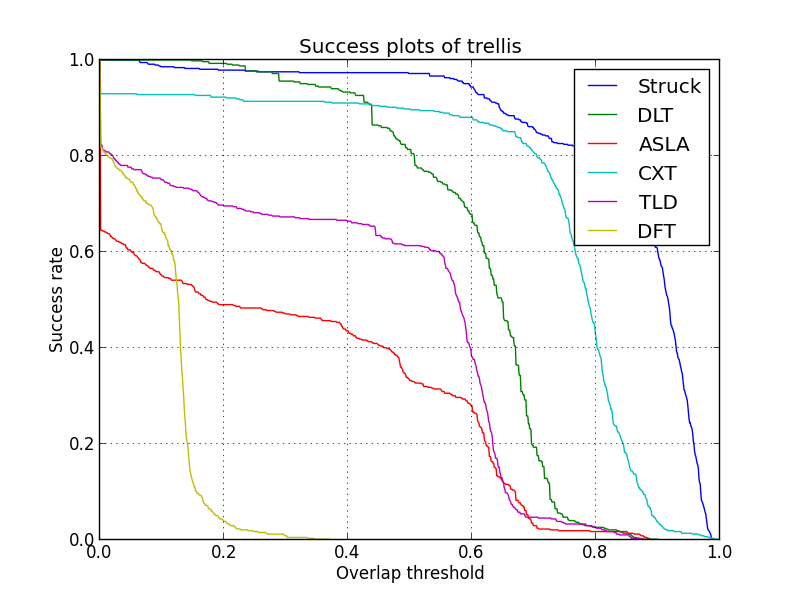 Success plots of trellis
1.0
0.8
0.6
0.4
0.2
0.0
Success rate
Struck
DLT
ASLA
CXT
TLD
DFT
0.0 0.2 0.4 0.6 0.8 1.0
Overlap threshold